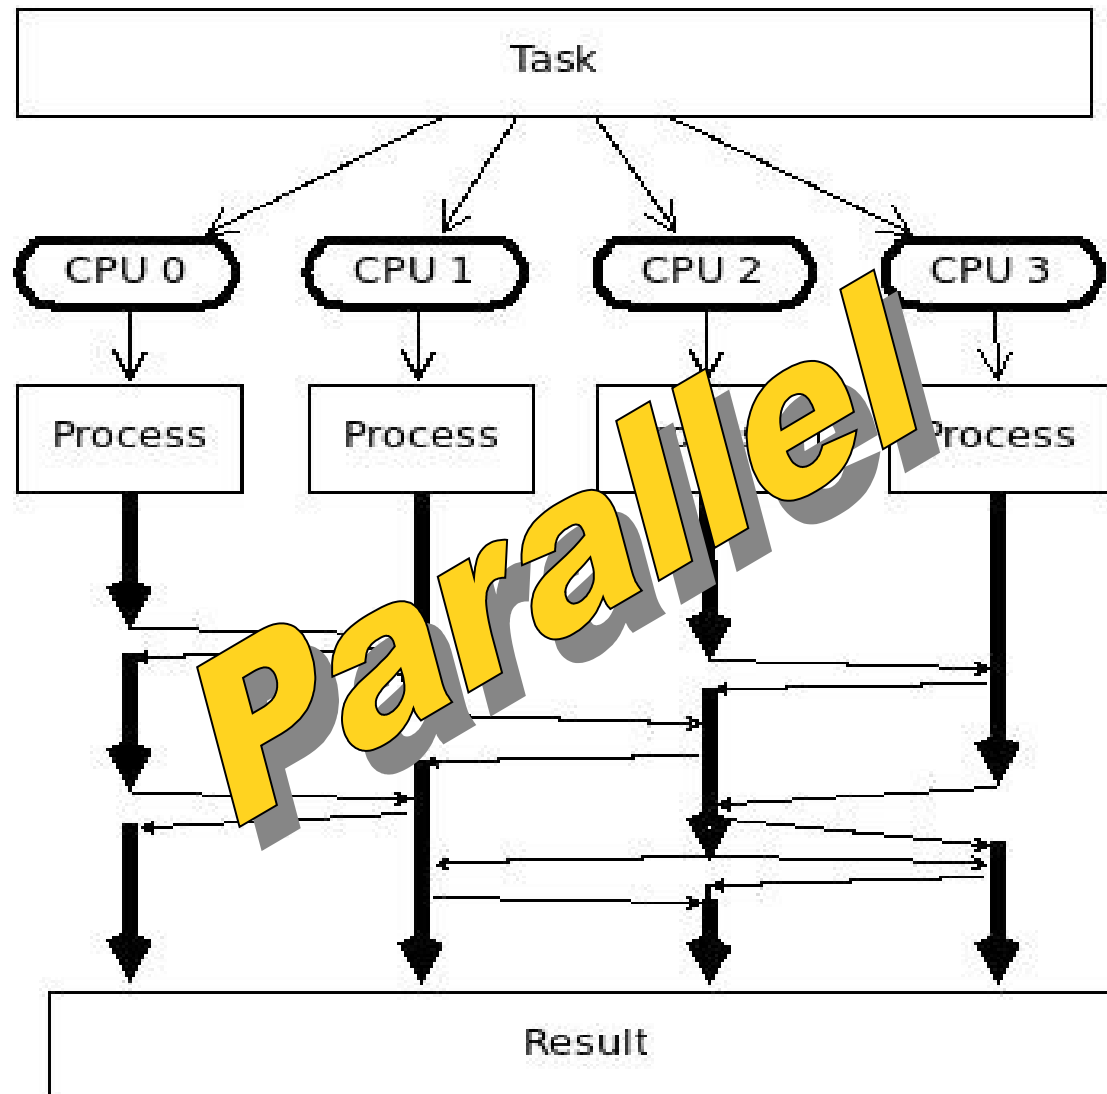 Task
CPU 0 CPU 1 CPU 2 CPU 3
Process Process Process
Parallel
Result